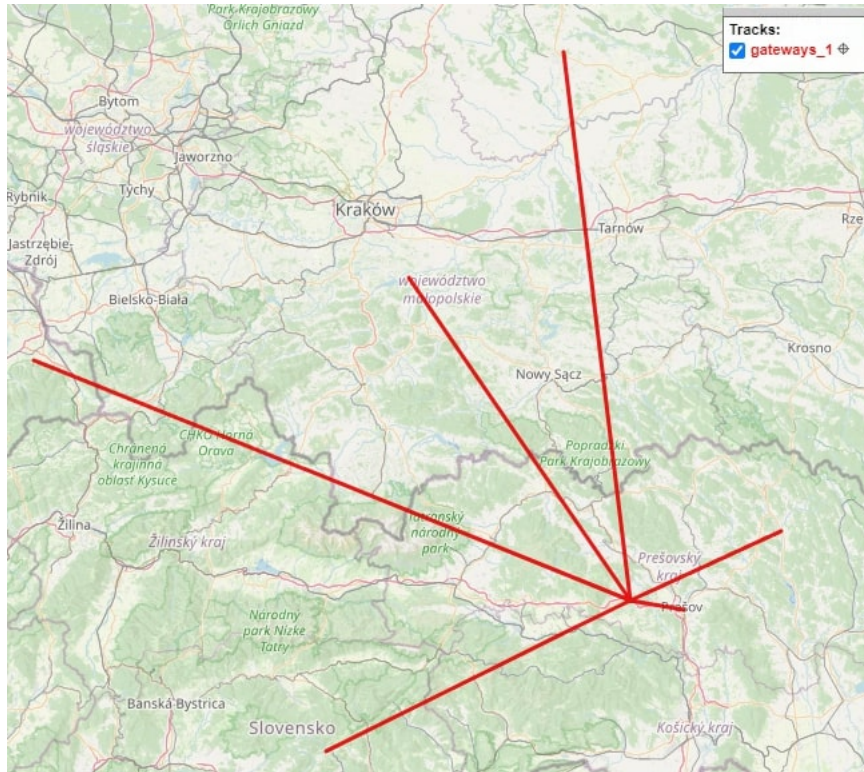 Park Krajobrazowy
Orlich Gniazd
Tracks:
gateways_1
Bytom
województwo
śląskie
Jaworzno
Tychy
Rybnik
Kraków
Tarnów
Rze
Jastrzębie-
Zdrój
Bielsko-Biała
województwo
małopolskie
Krosno
Nowy Sącz
CHKO Horná
Orava
Chránená
krajinná
oblasť Kysuce
Popradzki
Park Krajobrazowy
Tatranský
národný
park
Žilina
Žilinský kraj
Prešovský
kraj
Prešov
Národný
park Nízke
Tatry
Banská Bystrica
Slovensko
Košický kraj